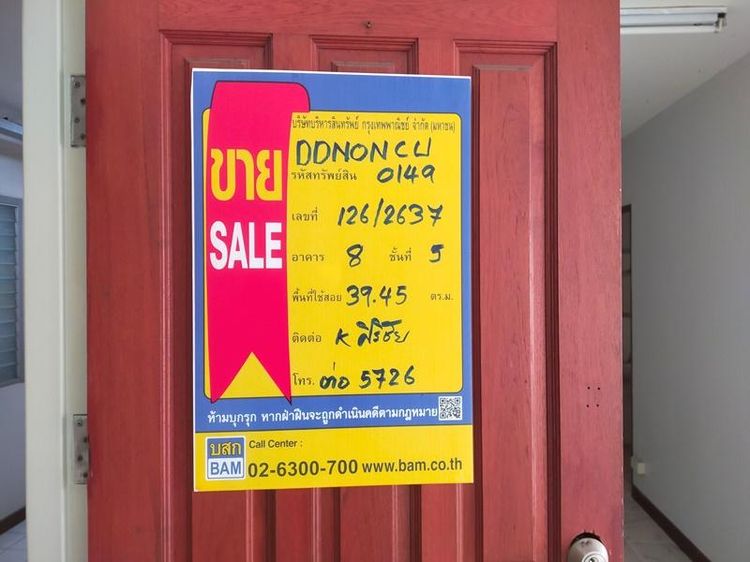 บริษัทบริหารสินทรัพย์ กรุงเทพพาณิชย์ จำกัด (มหาชน)
ขาย
SALE
DDNONCU
รหัสทรัพย์สิน 0149
เลขที่ 126/2637
อาคาร 8 ชั้นที่ 5
พื้นที่ใช้สอย 39.45 ตร.ม.
ติดต่อ K สิริชัย
โทร. ต่อ 5726
ห้ามบุกรุก หากฝ่าฝืนจะถูกดำเนินคดีตามกฎหมาย
บสก
BAM
Call Center :
02-6300-700 www.bam.co.th